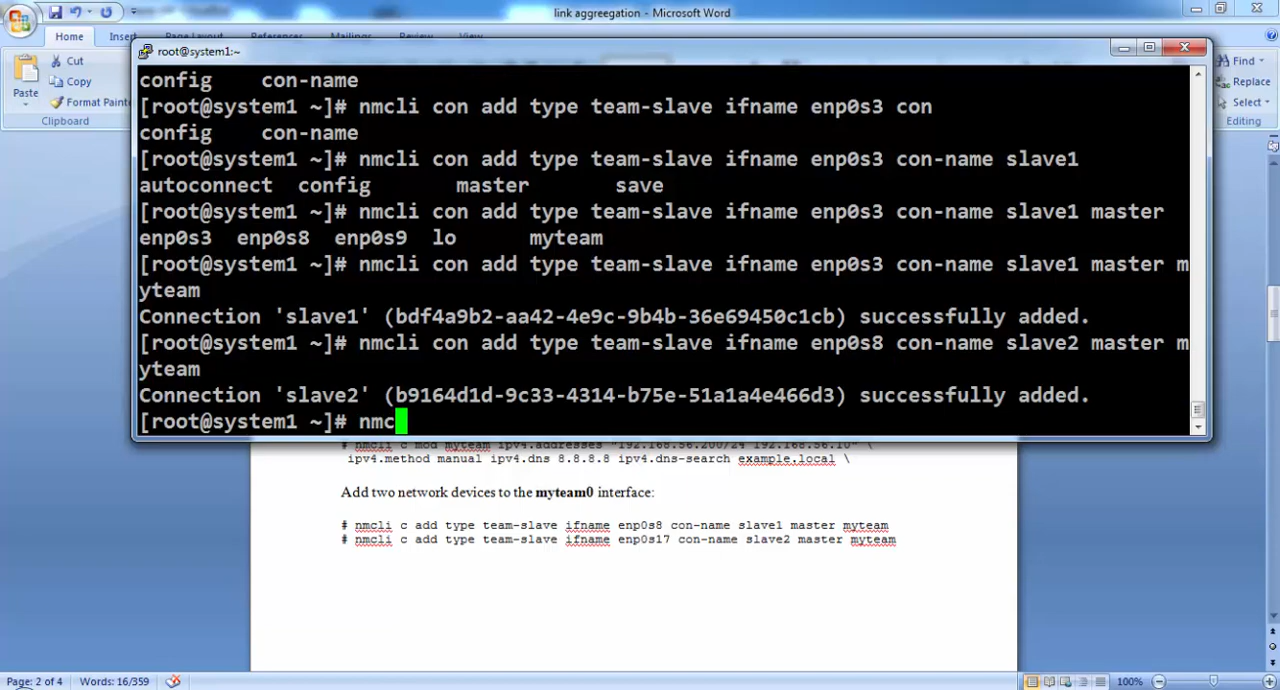 link aggreegation - Microsoft Word
Home Insert Page Layout References Mailings Review View
root@system1:~
Paste
Cut
Copy
Format Painter
Clipboard
Find
Replace
Select
Editing
config con-name
[root@system1 ~]# nmcli con add type team-slave ifname enp0s3 con
config con-name
[root@system1 ~]# nmcli con add type team-slave ifname enp0s3 con-name slave1
autoconnect config master save
[root@system1 ~]# nmcli con add type team-slave ifname enp0s3 con-name slave1 master
enp0s3 enp0s8 enp0s9 lo myteam
[root@system1 ~]# nmcli con add type team-slave ifname enp0s3 con-name slave1 master m
yteam
Connection 'slave1' (bdf4a9b2-aa42-4e9c-9b4b-36e69450c1cb) successfully added.
[root@system1 ~]# nmcli con add type team-slave ifname enp0s8 con-name slave2 master m
yteam
Connection 'slave2' (b9164d1d-9c33-4314-b75e-51a1a4e466d3) successfully added.
[root@system1 ~]# nmc
# nmcli c mod myteam ipv4.addresses "192.168.56.200/24 192.168.56.10" \
ipv4.method manual ipv4.dns 8.8.8.8 ipv4.dns-search example.local \
Add two network devices to the myteam0 interface:
# nmcli c add type team-slave ifname enp0s8 con-name slave1 master myteam
# nmcli c add type team-slave ifname enp0s17 con-name slave2 master myteam
Page: 2 of 4 Words: 16/359 100%